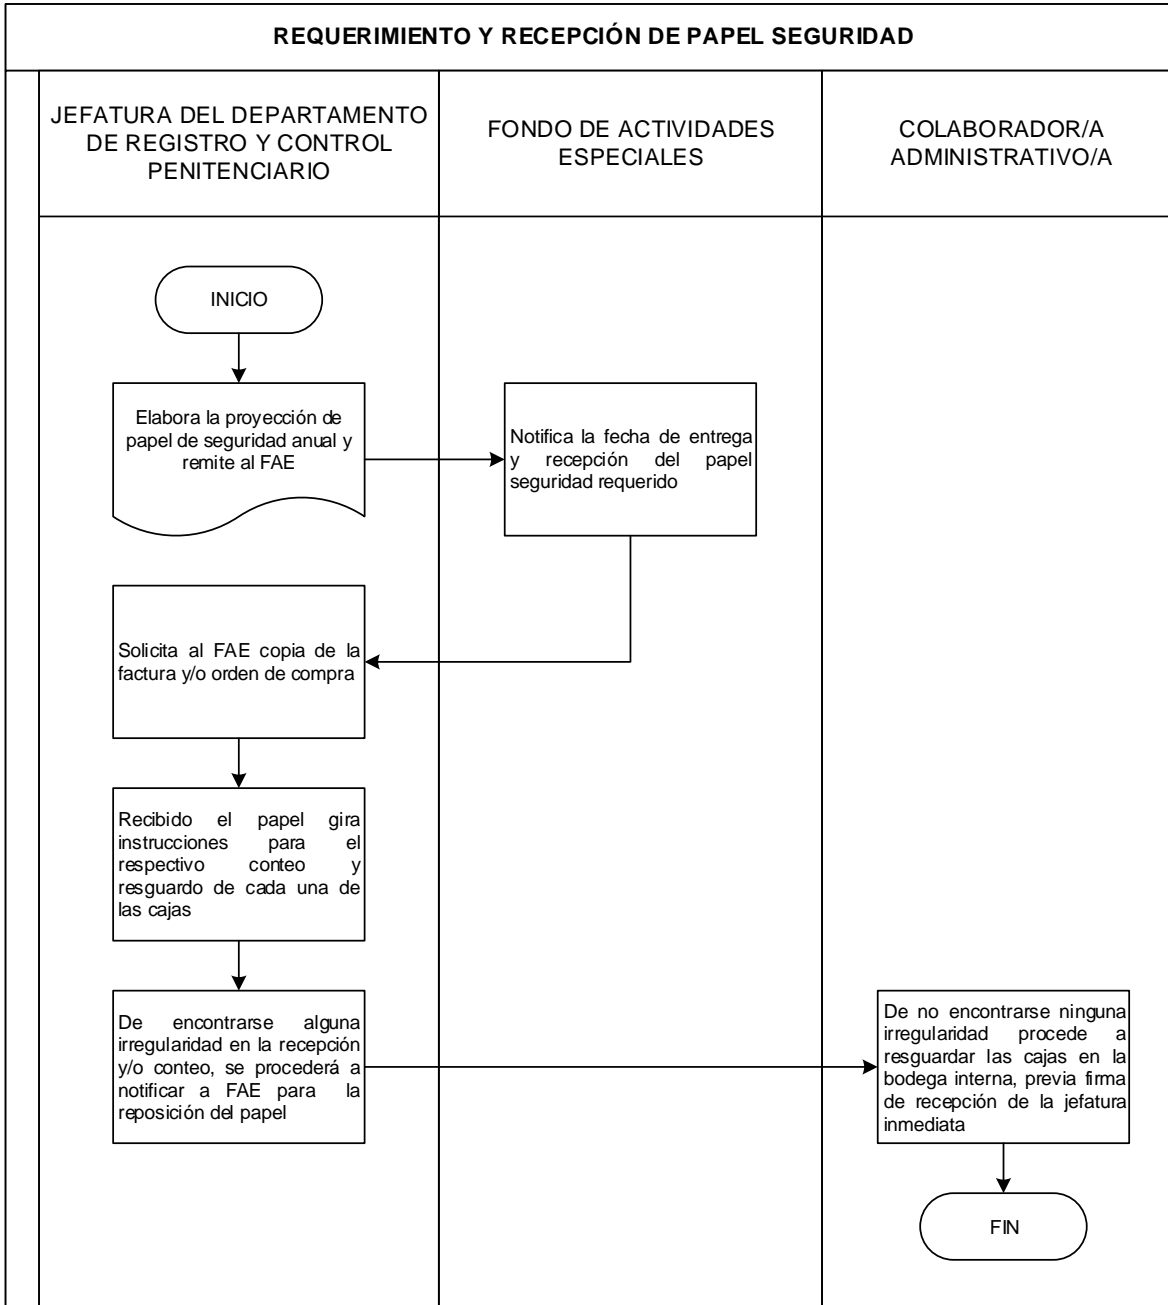 REQUERIMIENTO Y RECEPCIÓN DE PAPEL SEGURIDAD
JEFATURA DEL DEPARTAMENTO
DE REGISTRO Y CONTROL
PENITENCIARIO
FONDO DE ACTIVIDADES
ESPECIALES
COLABORADOR/A
ADMINISTRATIVO/A
INICIO
Elabora la proyección de
papel de seguridad anual y
remite al FAE
Notifica la fecha de entrega
y recepción del papel
seguridad requerido
Solicita al FAE copia de la
factura y/o orden de compra
Recibido el papel gira
instrucciones para el
respectivo conteo y
resguardo de cada una de
las cajas
De encontrarse alguna
irregularidad en la recepción
y/o conteo, se procederá a
notificar a FAE para la
reposición del papel
De no encontrarse ninguna
irregularidad procede a
resguardar las cajas en la
bodega interna, previa firma
de recepción de la jefatura
inmediata
FIN